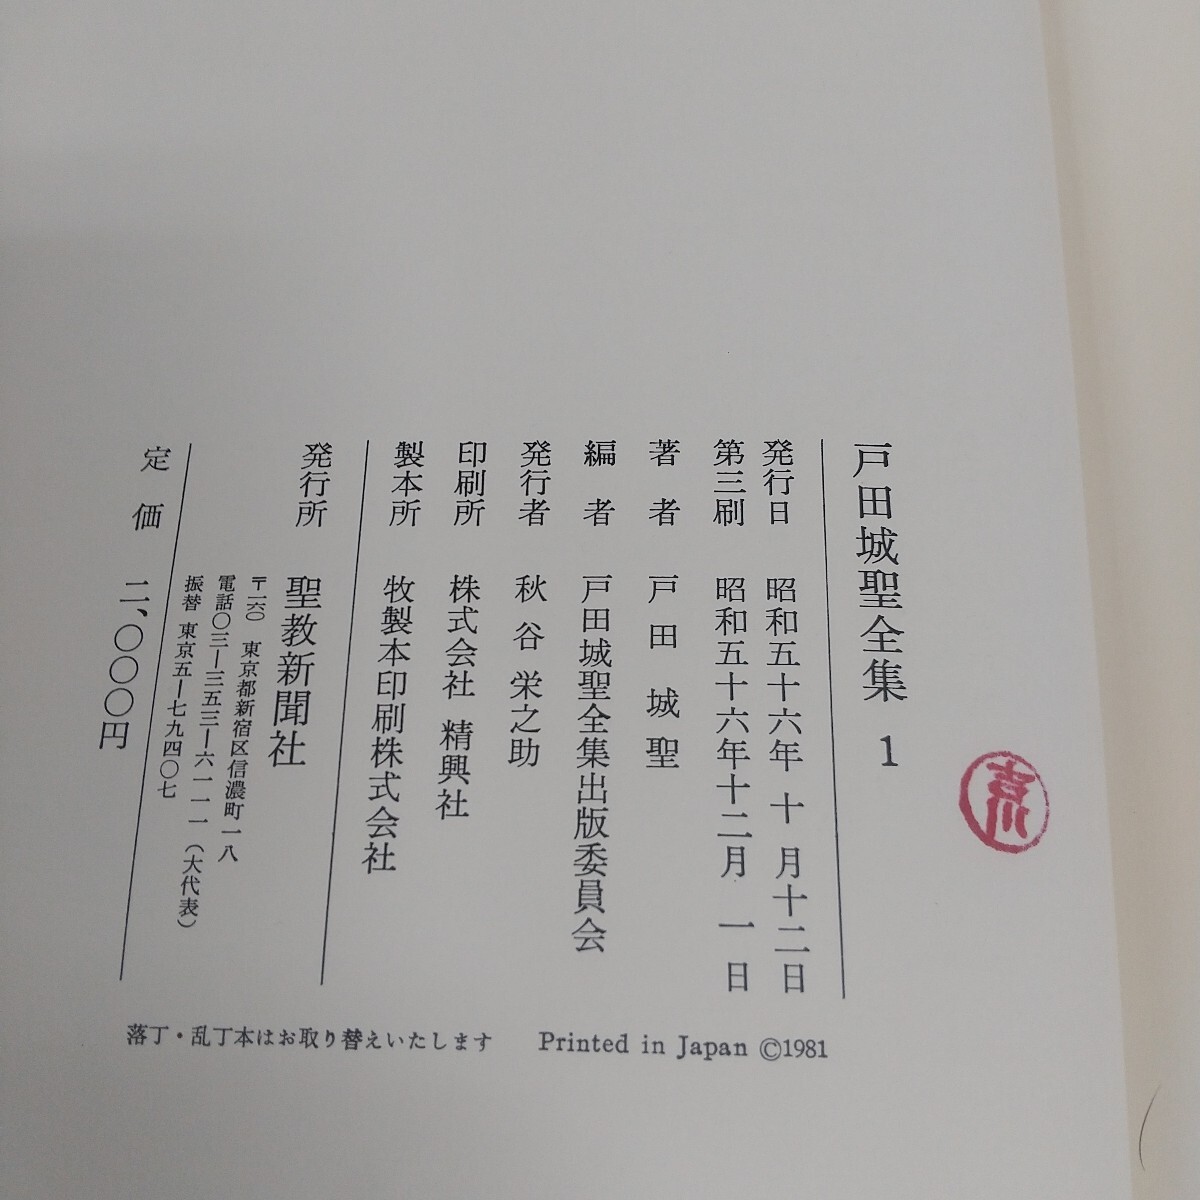 戸田城聖全集 1
発行日 昭和五十六年 十 月十二日
第三刷 昭和五十六年十二月 一日
著者 戸田城聖
編者 戸田城聖全集出版委員会
発行者 秋谷栄之助
印刷所 株式会社 精興社
製本所 牧製本印刷株式会社
発行所 聖教新聞社
〒一六〇 東京都新宿区信濃町一八
電話〇三―三五三―六一一一(大代表)
振替 東京五―七九四〇七
定価 二、〇〇〇円
落丁・乱丁本はお取り替えいたします Printed in Japan ©1981